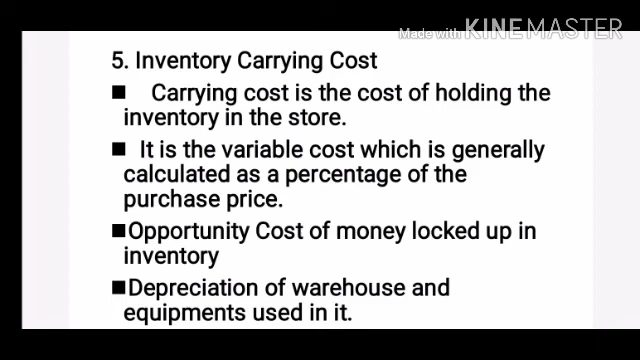 Made with KINEMASTER
5. Inventory Carrying Cost
■ Carrying cost is the cost of holding the
inventory in the store.
■ It is the variable cost which is generally
calculated as a percentage of the
purchase price.
■Opportunity Cost of money locked up in
inventory
■Depreciation of warehouse and
equipments used in it.